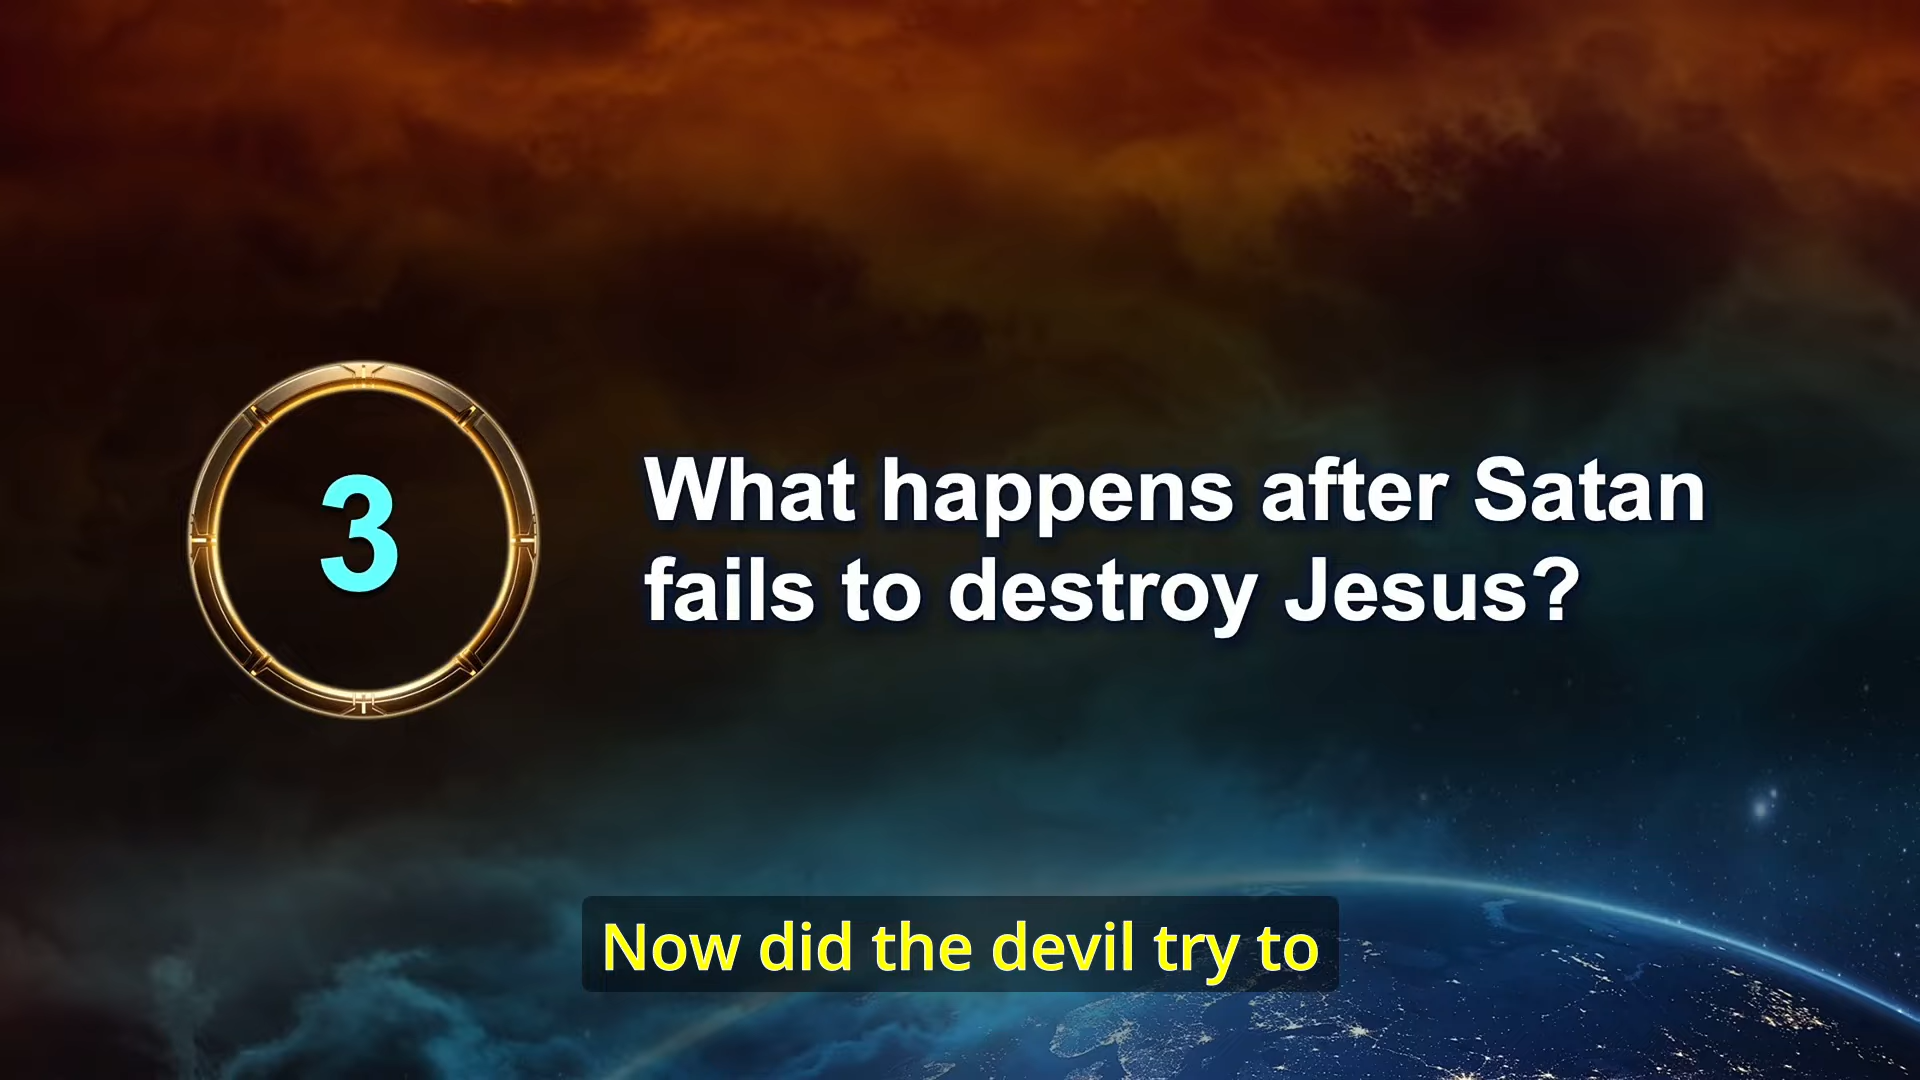 3
What happens after Satan
fails to destroy Jesus?
Now did the devil try to